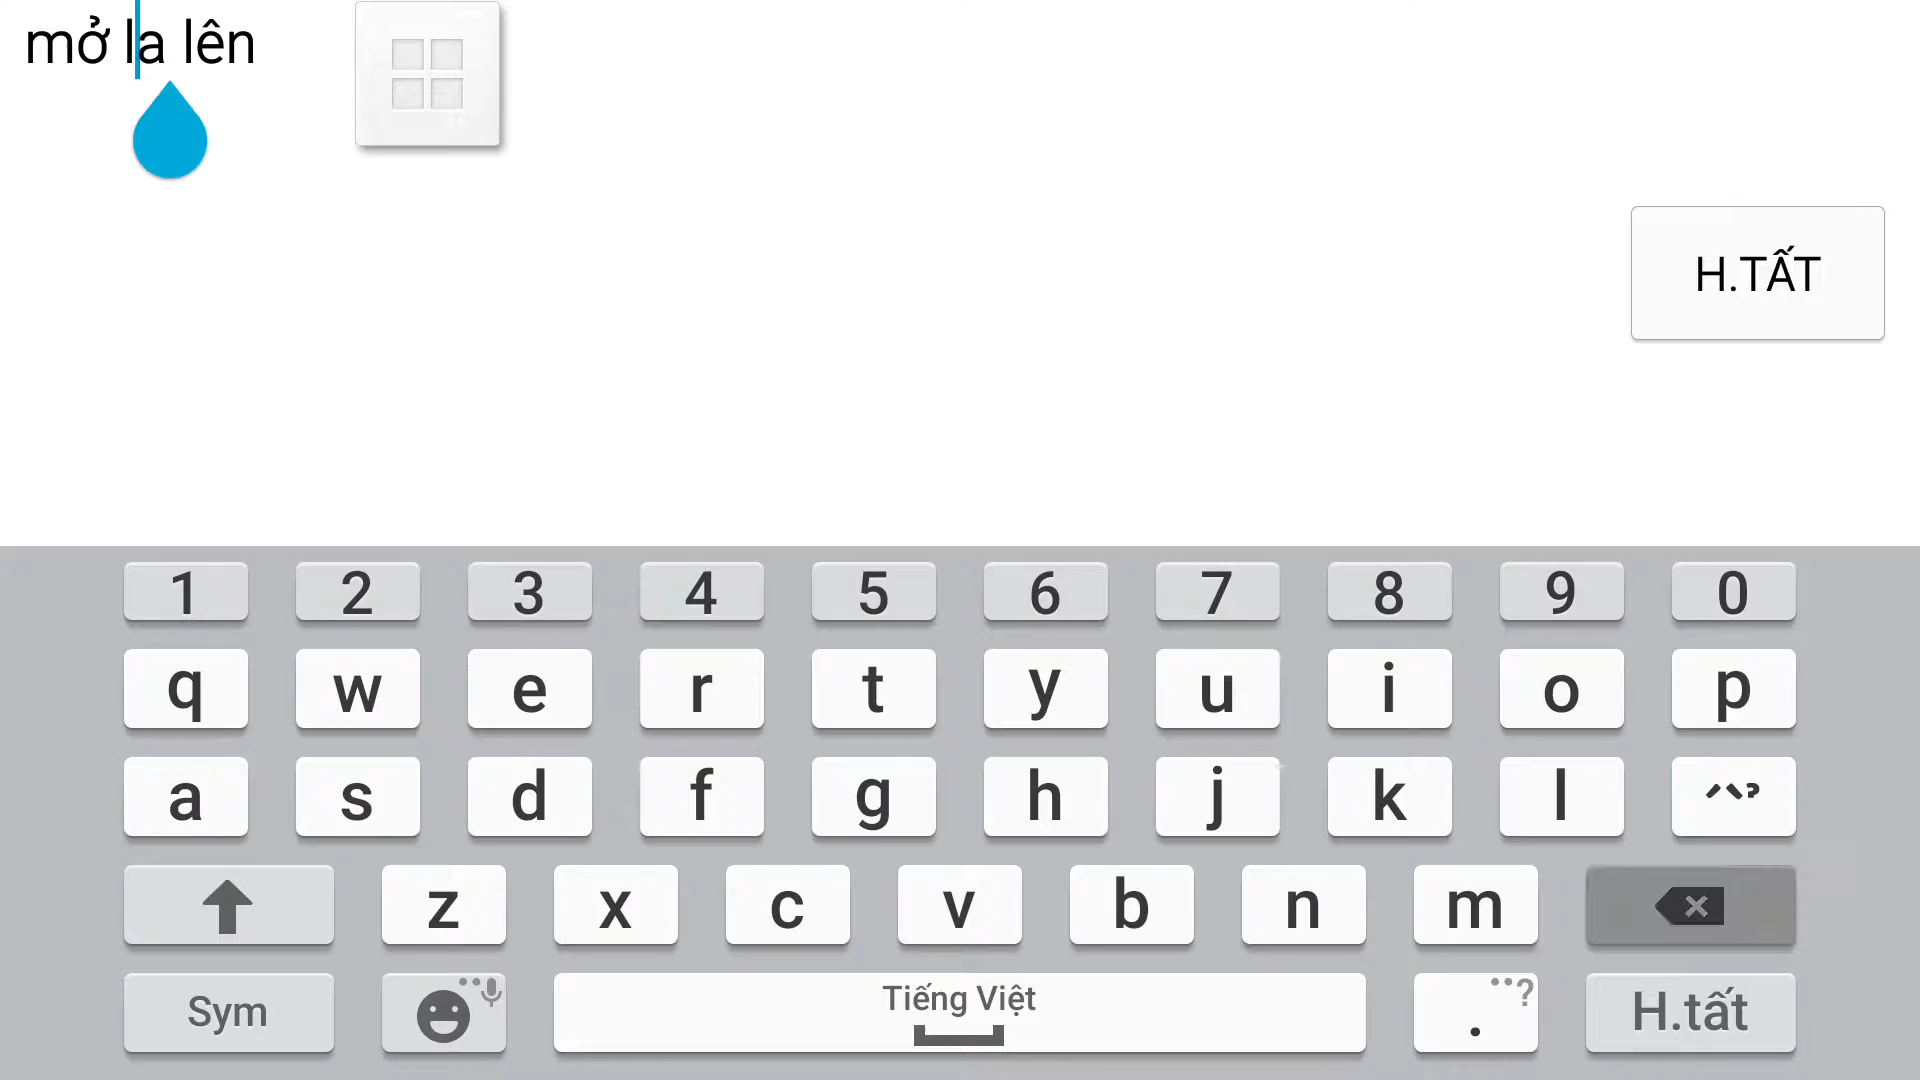 mở la lên
H.TẤT
1 2 3 4 5 6 7 8 9 0
q w e r t y u i o p
a s d f g h j k l
z x c v b n m
Sym Tiếng Việt . ? H.tất